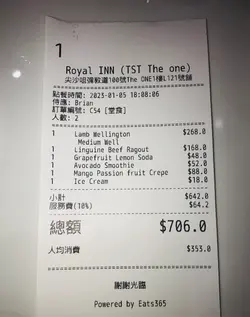 1
Royal INN (TST The one)
尖沙咀彌敦道100號The ONE1樓L121號舖
點餐時間: 2023-01-05 18:08:06
侍應: Brian
訂單編號: C54 [堂食]
人數: 2
1 Lamb Wellington $268.0
Medium Well
1 Linguine Beef Ragout $168.0
1 Grapefruit Lemon Soda $48.0
1 Avocado Smoothie $52.0
1 Mango Passion fruit Crepe $88.0
1 Ice Cream $18.0
小計 $642.0
服務費(10%) $64.2
總額 $706.0
人均消費 $353.0
謝謝光臨
Powered by Eats365